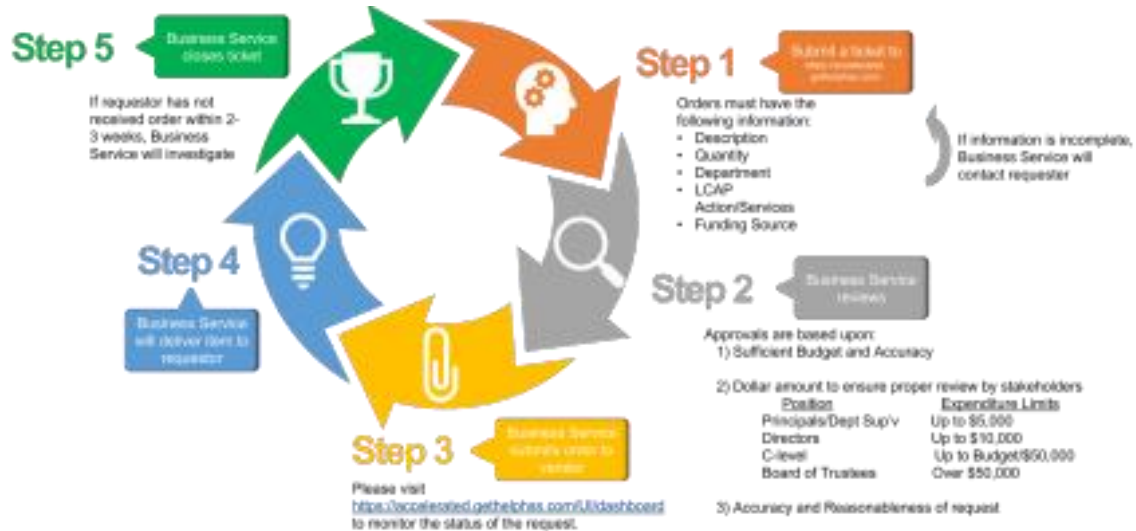 Step 1
Submit a ticket to
Orders must have the
following information:
• Description
• Quantity
• Department
• LCAP
Action/Services
• Funding Source
If information is incomplete,
Business Service will
contact requester
Step 2
Business Service
reviews
Approvals are based upon:
1) Sufficient Budget and Accuracy
2) Dollar amount to ensure proper review by stakeholders
Position Expenditure Limits
Principals/Dept Sup'v Up to $5,000
Directors Up to $10,000
C-level Up to Budget/$50,000
Board of Trustees Over $50,000
3) Accuracy and Reasonableness of request
Step 3
Business Service
submits order to
vendor
Please visit
https://accelerated.gethelphss.com/UI/dashboard
to monitor the status of the request.
Step 4
Business Service
will deliver item to
requestor
Step 5
Business Service
closes ticket
If requestor has not
received order within 2-
3 weeks, Business
Service will investigate